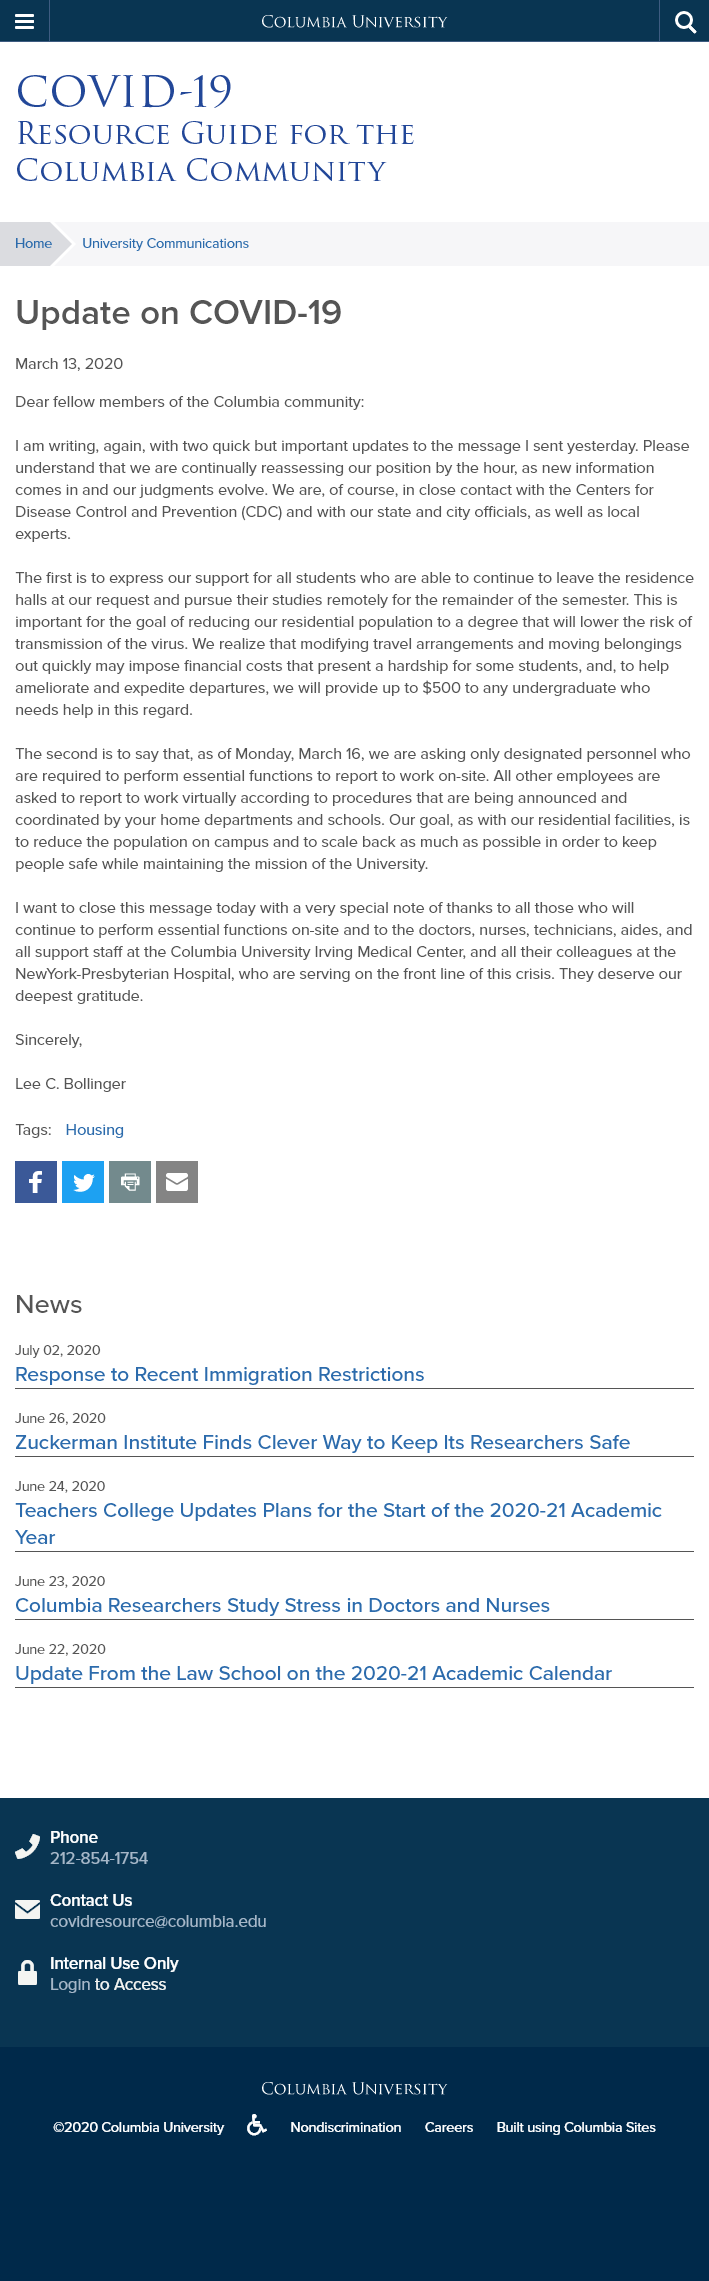 Columbia University
COVID-19
Resource Guide for the
Columbia Community
Home University Communications
Update on COVID-19
March 13, 2020
Dear fellow members of the Columbia community:
I am writing, again, with two quick but important updates to the message I sent yesterday. Please
understand that we are continually reassessing our position by the hour, as new information
comes in and our judgments evolve. We are, of course, in close contact with the Centers for
Disease Control and Prevention (CDC) and with our state and city officials, as well as local
experts.
The first is to express our support for all students who are able to continue to leave the residence
halls at our request and pursue their studies remotely for the remainder of the semester. This is
important for the goal of reducing our residential population to a degree that will lower the risk of
transmission of the virus. We realize that modifying travel arrangements and moving belongings
out quickly may impose financial costs that present a hardship for some students, and, to help
ameliorate and expedite departures, we will provide up to $500 to any undergraduate who
needs help in this regard.
The second is to say that, as of Monday, March 16, we are asking only designated personnel who
are required to perform essential functions to report to work on-site. All other employees are
asked to report to work virtually according to procedures that are being announced and
coordinated by your home departments and schools. Our goal, as with our residential facilities, is
to reduce the population on campus and to scale back as much as possible in order to keep
people safe while maintaining the mission of the University.
I want to close this message today with a very special note of thanks to all those who will
continue to perform essential functions on-site and to the doctors, nurses, technicians, aides, and
all support staff at the Columbia University Irving Medical Center, and all their colleagues at the
NewYork-Presbyterian Hospital, who are serving on the front line of this crisis. They deserve our
deepest gratitude.
Sincerely,
Lee C. Bollinger
Tags: Housing
News
July 02, 2020
Response to Recent Immigration Restrictions
June 26, 2020
Zuckerman Institute Finds Clever Way to Keep Its Researchers Safe
June 24, 2020
Teachers College Updates Plans for the Start of the 2020-21 Academic
Year
June 23, 2020
Columbia Researchers Study Stress in Doctors and Nurses
June 22, 2020
Update From the Law School on the 2020-21 Academic Calendar
Phone
212-854-1754
Contact Us
covidresource@columbia.edu
Internal Use Only
Login to Access
Columbia University
©2020 Columbia University Nondiscrimination Careers Built using Columbia Sites